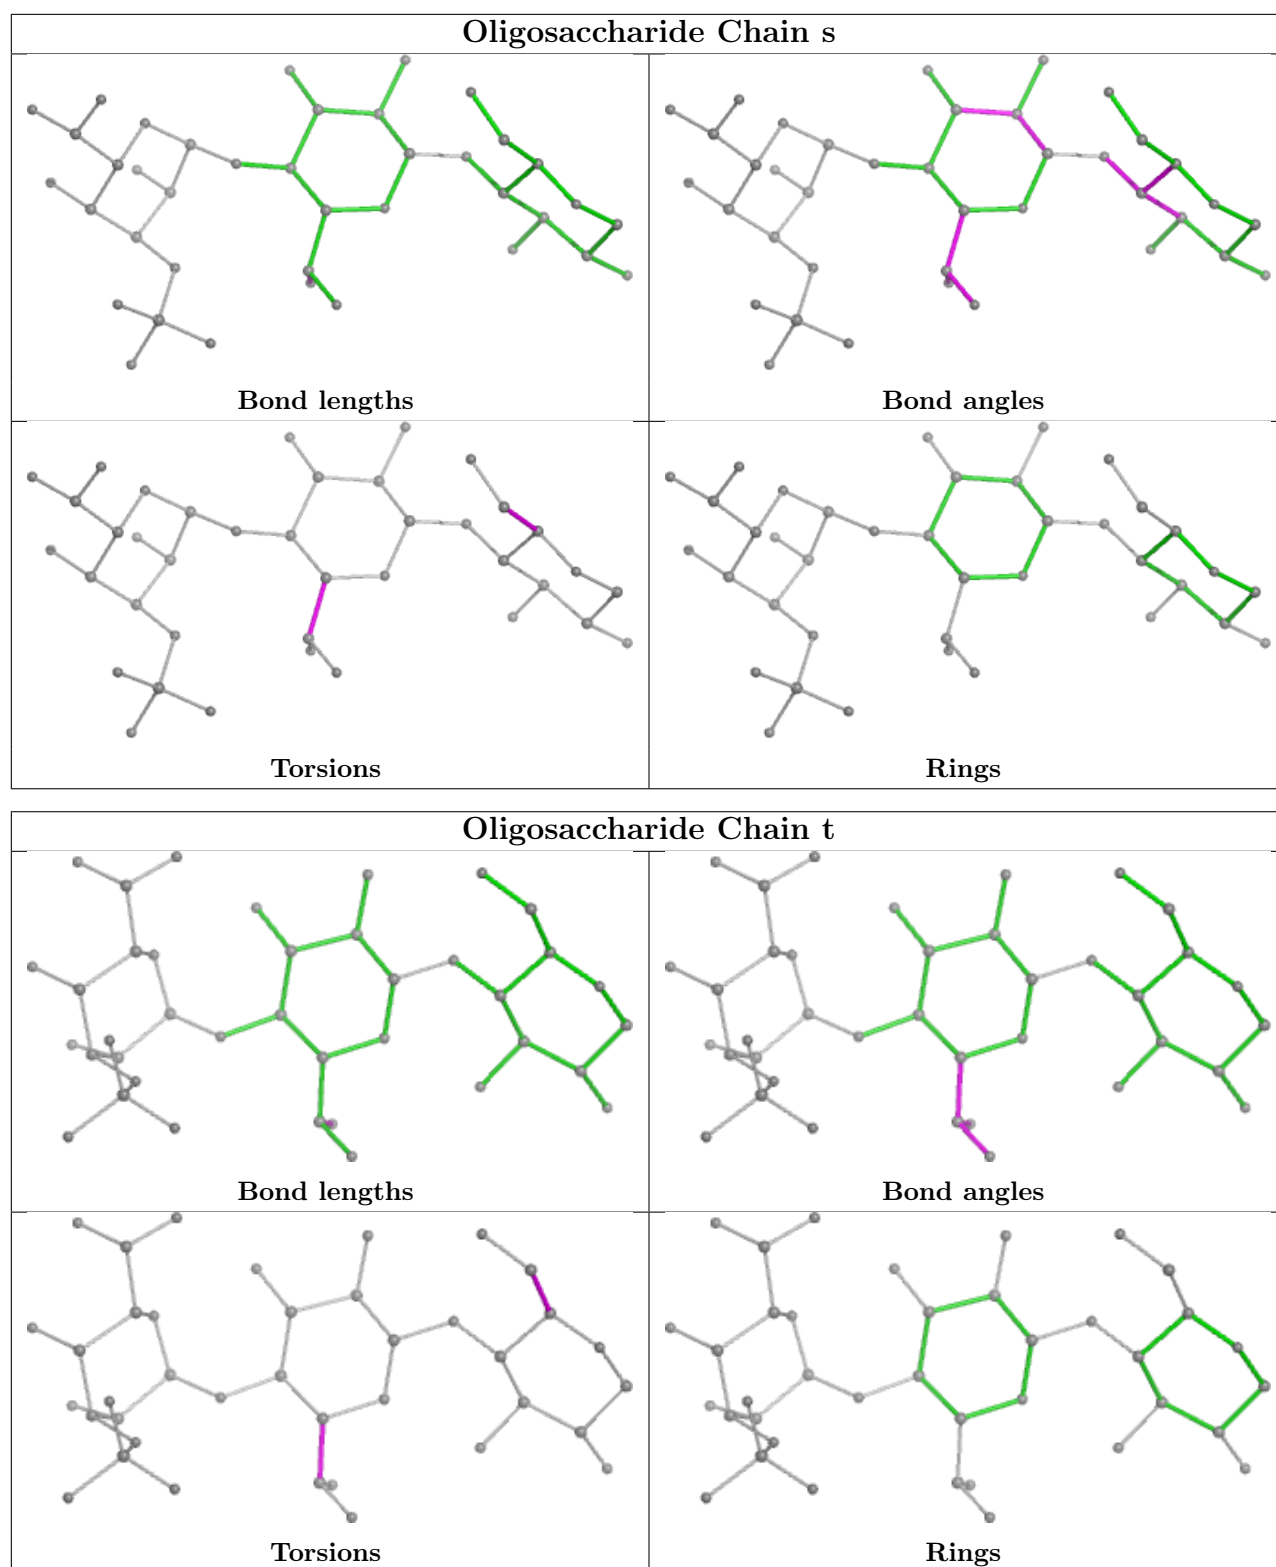 Oligosaccharide Chain s
Bond lengths
Bond angles
Torsions
Rings
Oligosaccharide Chain t
Bond lengths
Bond angles
Torsions
Rings